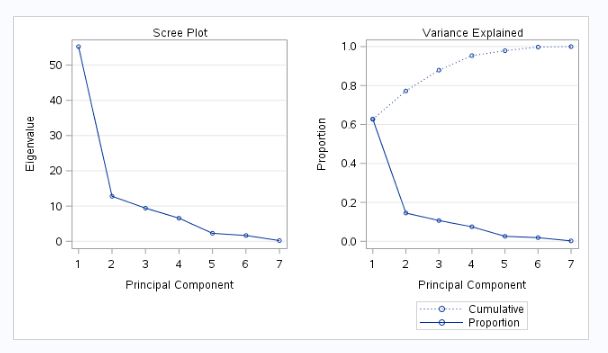 Scree Plot
50
40
30
20
10
0
Eigenvalue
1 2 3 4 5 6 7
Principal Component
Variance Explained
1.0
0.8
0.6
0.4
0.2
0.0
Proportion
1 2 3 4 5 6 7
Principal Component
Cumulative
Proportion